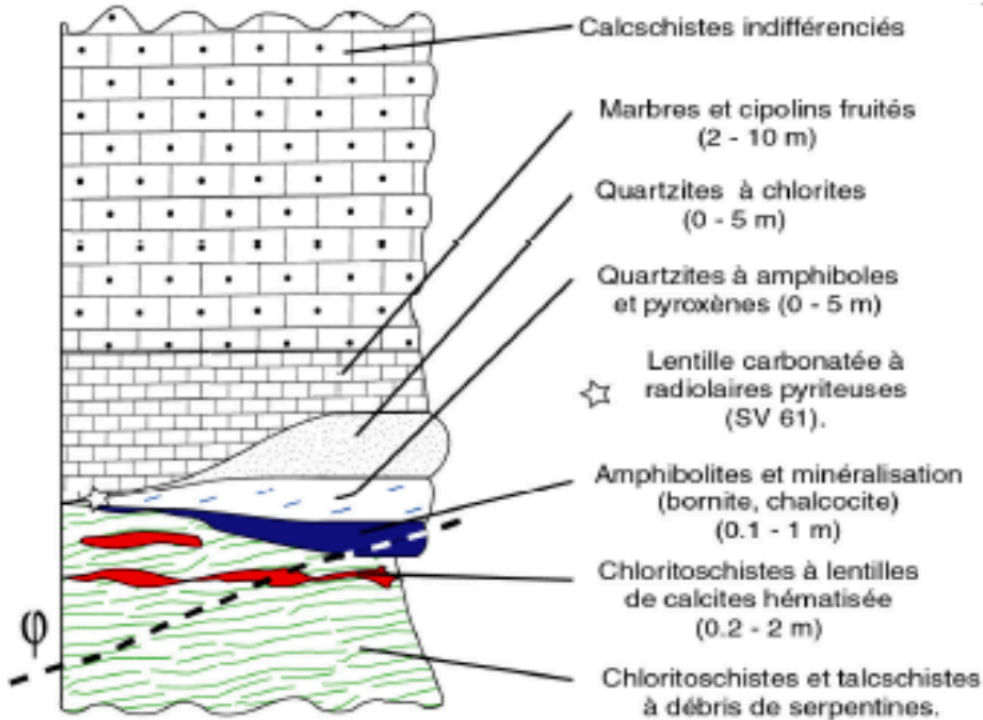 Calcschistes indifférenciés
Marbres et cipolins fruités
(2 - 10 m)
Quartzites à chlorites
(0 - 5 m)
Quartzites à amphiboles
et pyroxènes (0 - 5 m)
Lentille carbonatée à
radiolaires pyriteuses
(SV 61).
Amphibolites et minéralisation
(bornite, chalcocite)
(0.1 - 1 m)
Chloritoschistes à lentilles
de calcites hématisée
(0.2 - 2 m)
φ
Chloritoschistes et talcschistes
à débris de serpentines.